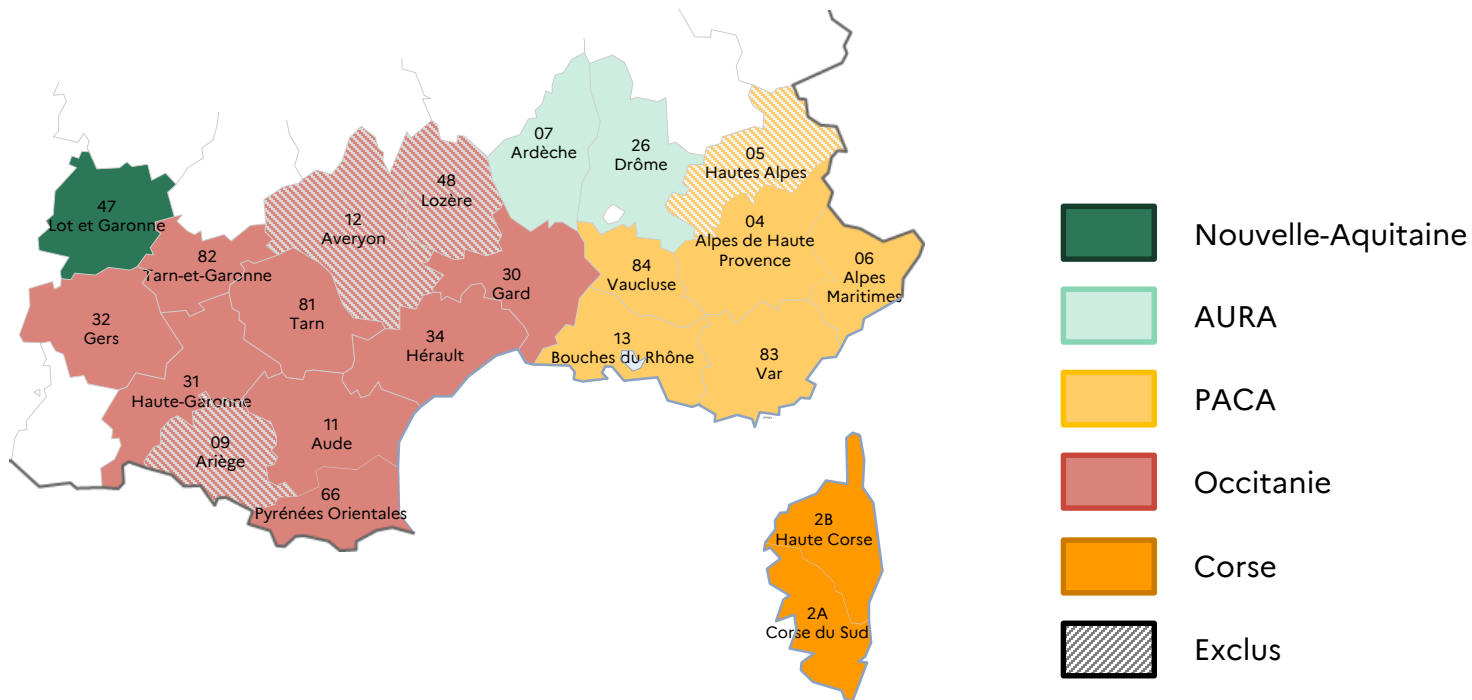 07
Ardèche
26
Drôme
05
Hautes Alpes
48
Lozère
47
Lot et Garonne
12
Averyon
04
Alpes de Haute
Provence
82
Tarn-et-Garonne
30
Gard
84
Vaucluse
06
Alpes
Maritimes
81
Tarn
32
Gers
34
Hérault
13
Bouches du Rhône
83
Var
31
Haute-Garonne
11
Aude
09
Ariège
66
Pyrénées Orientales
2B
Haute Corse
2A
Corse du Sud
Nouvelle-Aquitaine
AURA
PACA
Occitanie
Corse
Exclus